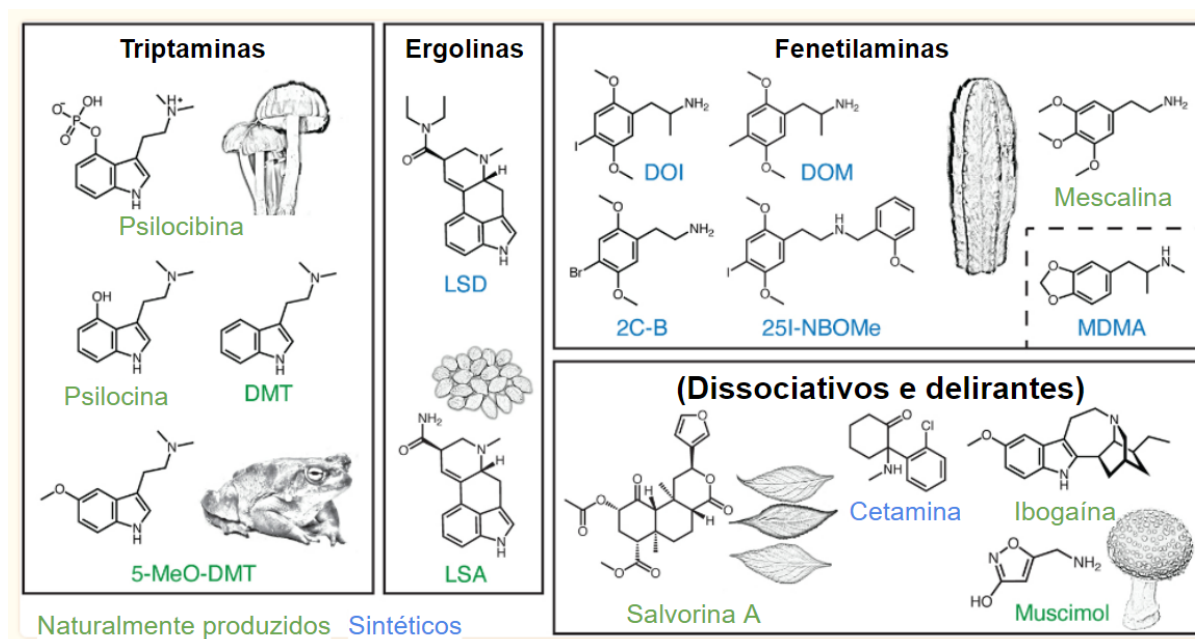 Triptaminas
Psilocibina
Psilocina
DMT
5-MeO-DMT
Ergolinas
LSD
LSA
Fenetilaminas
DOI
DOM
Mescalina
2C-B
25I-NBOMe
MDMA
(Dissociativos e delirantes)
Cetamina
Ibogaína
Salvorina A
Muscimol
Naturalmente produzidos
Sintéticos